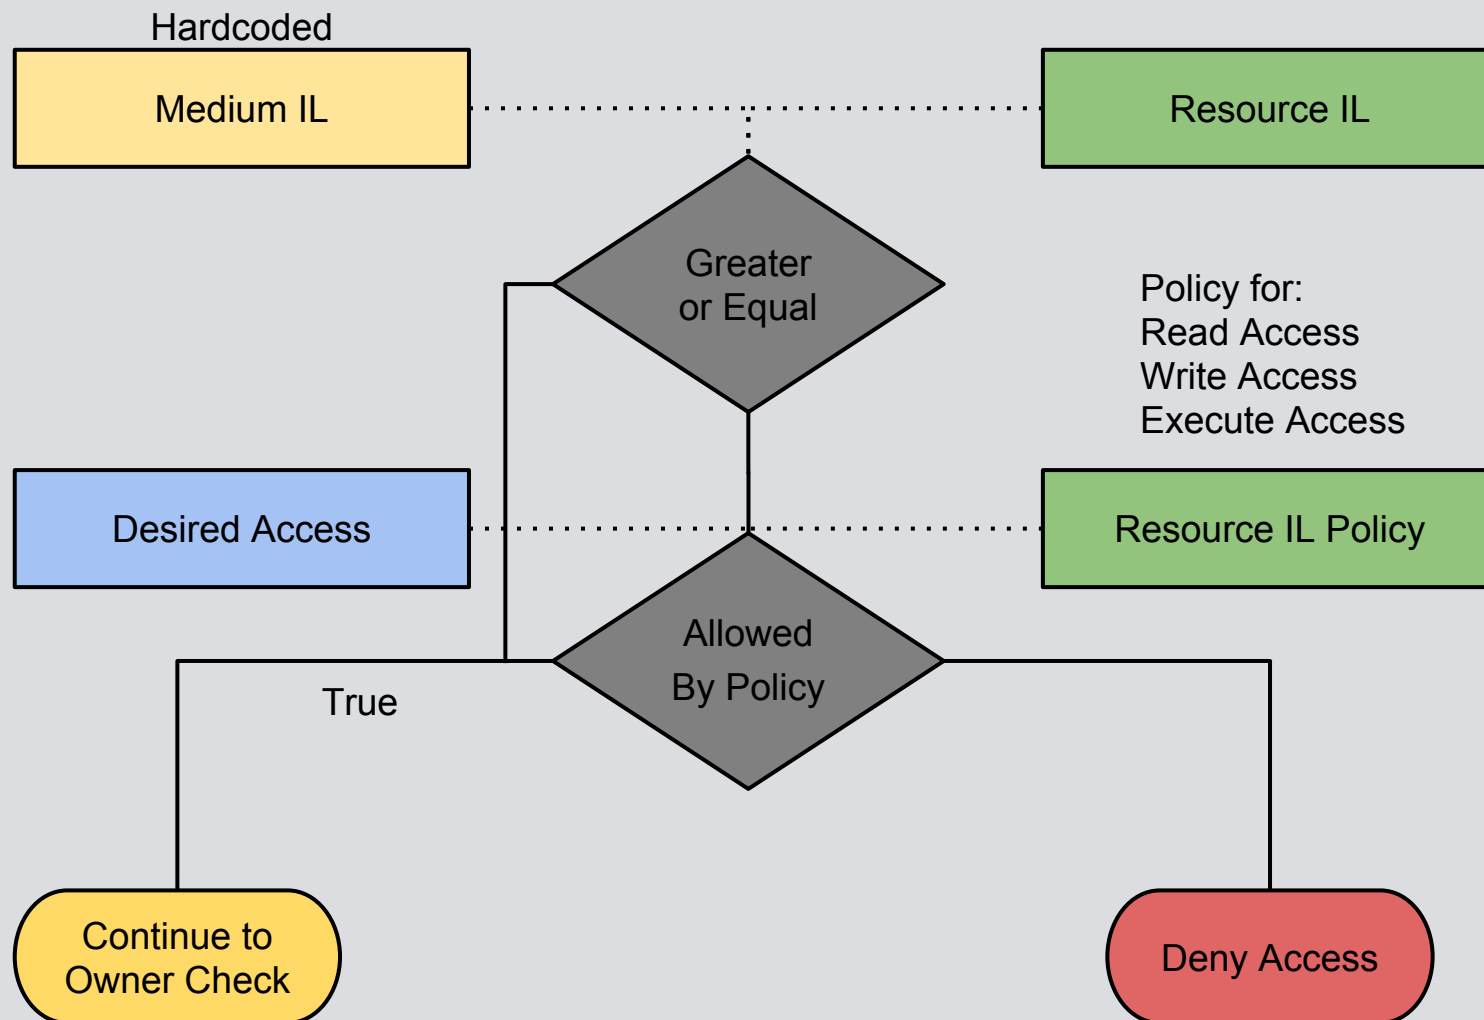 Hardcoded
Medium IL
Resource IL
Greater
or Equal
Policy for:
Read Access
Write Access
Execute Access
Desired Access
Resource IL Policy
Allowed
By Policy
True
Continue to
Owner Check
Deny Access